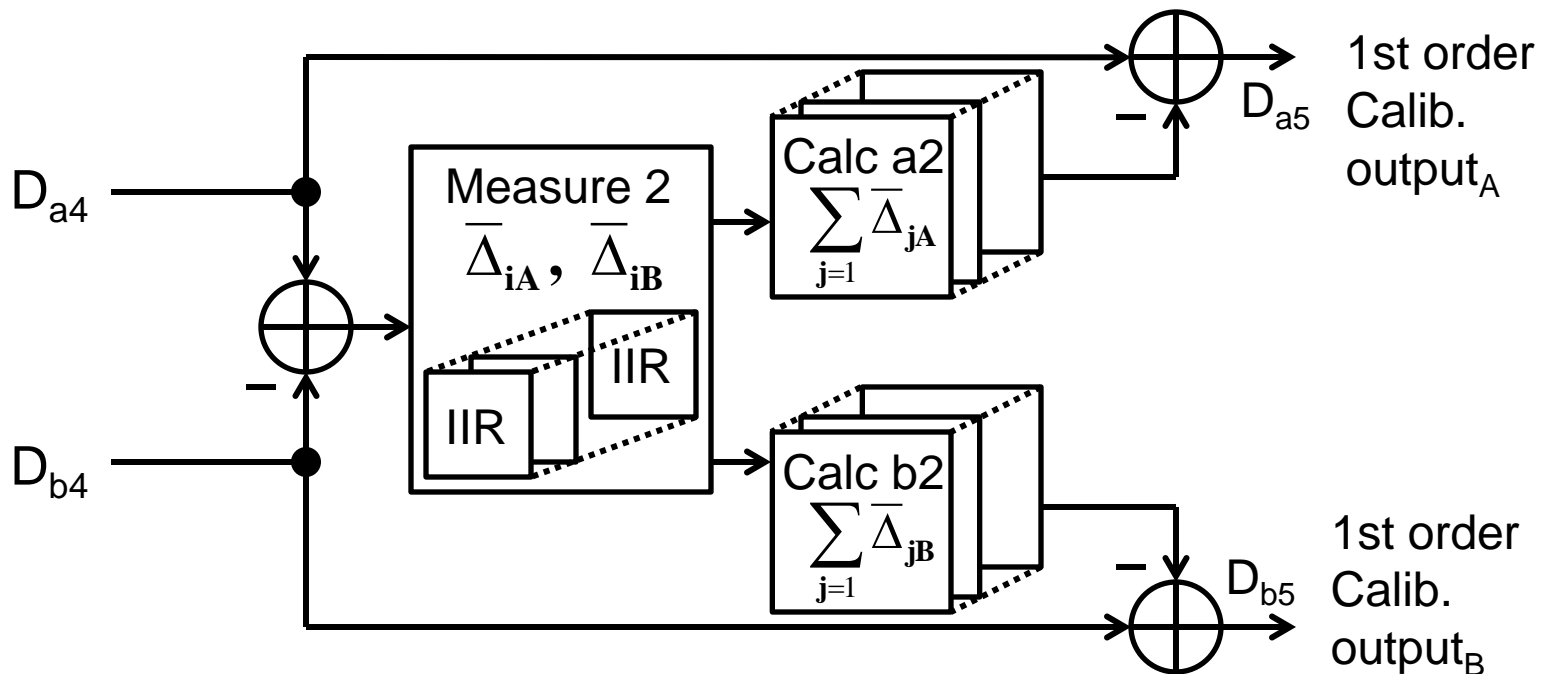 D_a4
D_b4
−
Measure 2
Δ̅_iA, Δ̅_iB
IIR
IIR
Calc a2
∑_{j=1} Δ̅_jA
Calc b2
∑_{j=1} Δ̅_jB
−
D_a5
1st order
Calib.
output_A
−
D_b5
1st order
Calib.
output_B